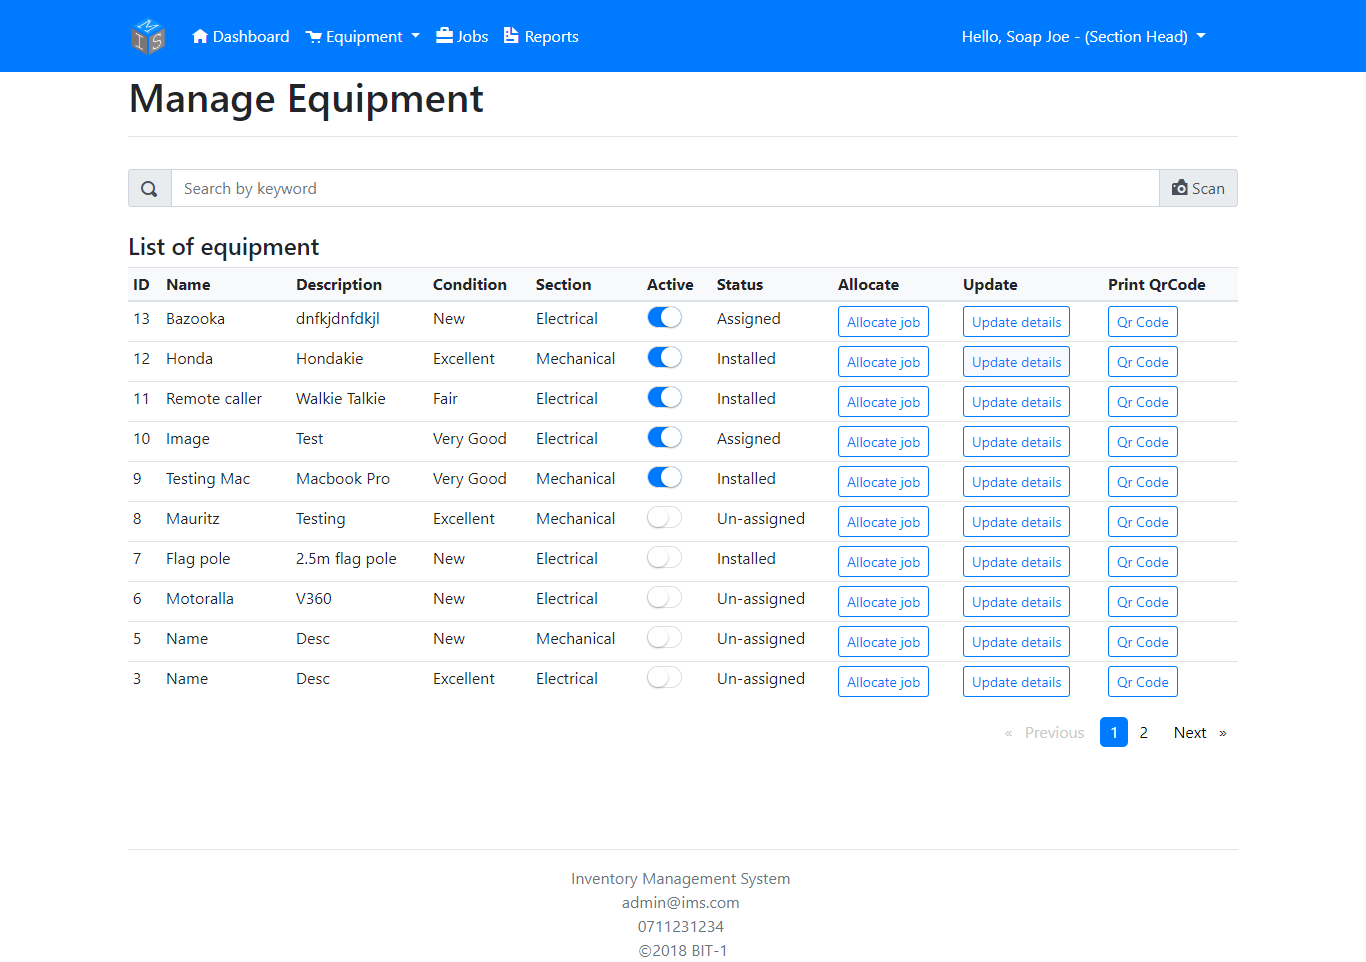 M I S Dashboard Equipment Jobs Reports Hello, Soap Joe - (Section Head)
Manage Equipment
Search by keyword Scan
List of equipment
ID Name Description Condition Section Active Status Allocate Update Print QrCode
13 Bazooka dnfkjdnfdkjl New Electrical Assigned Allocate job Update details Qr Code
12 Honda Hondakie Excellent Mechanical Installed Allocate job Update details Qr Code
11 Remote caller Walkie Talkie Fair Electrical Installed Allocate job Update details Qr Code
10 Image Test Very Good Electrical Assigned Allocate job Update details Qr Code
9 Testing Mac Macbook Pro Very Good Mechanical Installed Allocate job Update details Qr Code
8 Mauritz Testing Excellent Mechanical Un-assigned Allocate job Update details Qr Code
7 Flag pole 2.5m flag pole New Electrical Installed Allocate job Update details Qr Code
6 Motoralla V360 New Electrical Un-assigned Allocate job Update details Qr Code
5 Name Desc New Mechanical Un-assigned Allocate job Update details Qr Code
3 Name Desc Excellent Electrical Un-assigned Allocate job Update details Qr Code
« Previous 1 2 Next »
Inventory Management System
admin@ims.com
0711231234
©2018 BIT-1